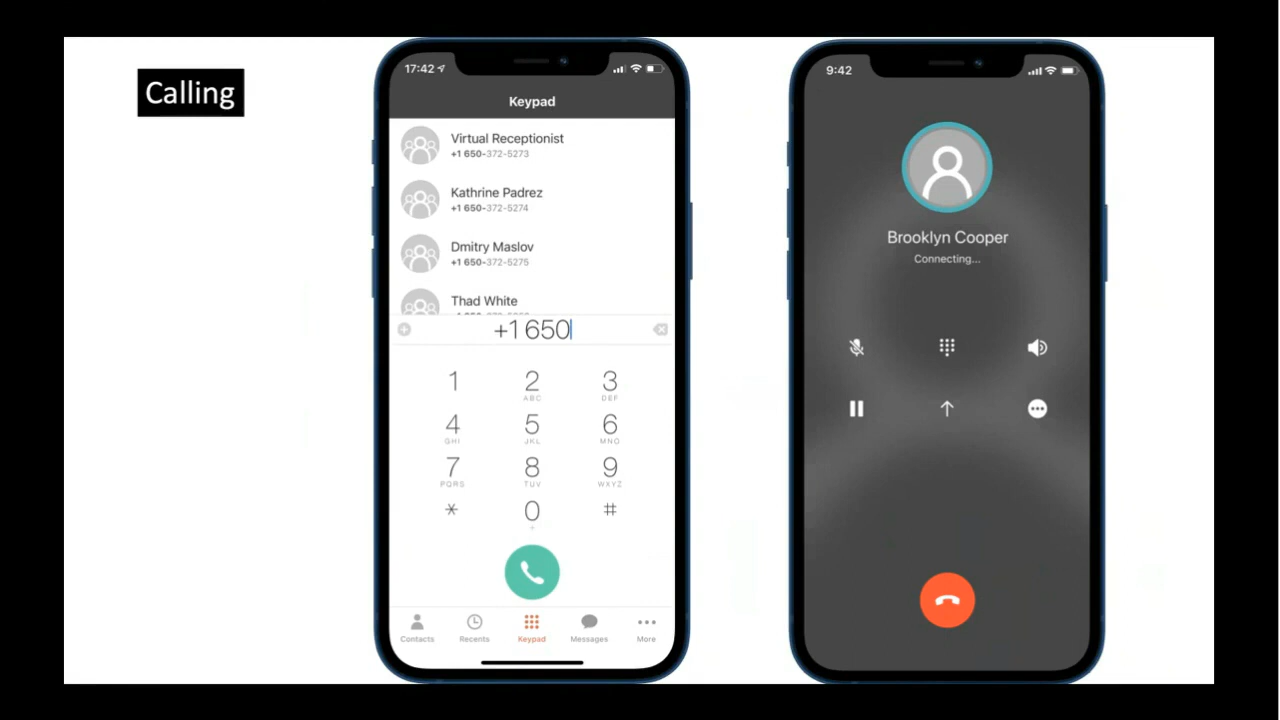 Calling
17:42
Keypad
Virtual Receptionist
+1 650-372-5273
Kathrine Padrez
+1 650-372-5274
Dmitry Maslov
+1 650-372-5275
Thad White
+1 650
1
2
3
ABC
DEF
4
5
6
GHI
JKL
MNO
7
8
9
PQRS
TUV
WXYZ
*
0
#
+
Contacts
Recents
Keypad
Messages
More
9:42
Brooklyn Cooper
Connecting...